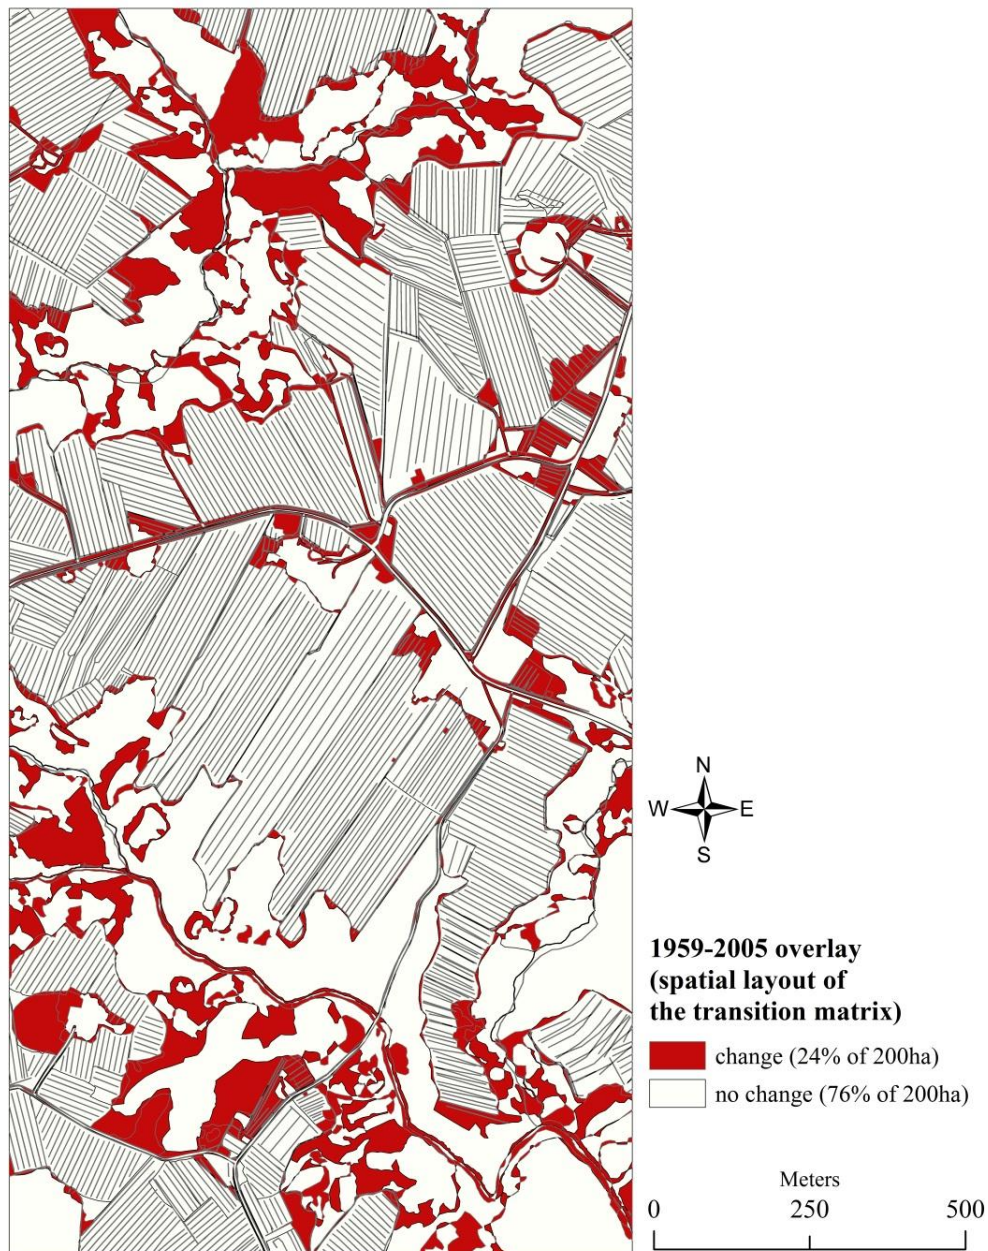 N
W E
S
1959-2005 overlay
(spatial layout of
the transition matrix)
change (24% of 200ha)
no change (76% of 200ha)
Meters
0 250 500